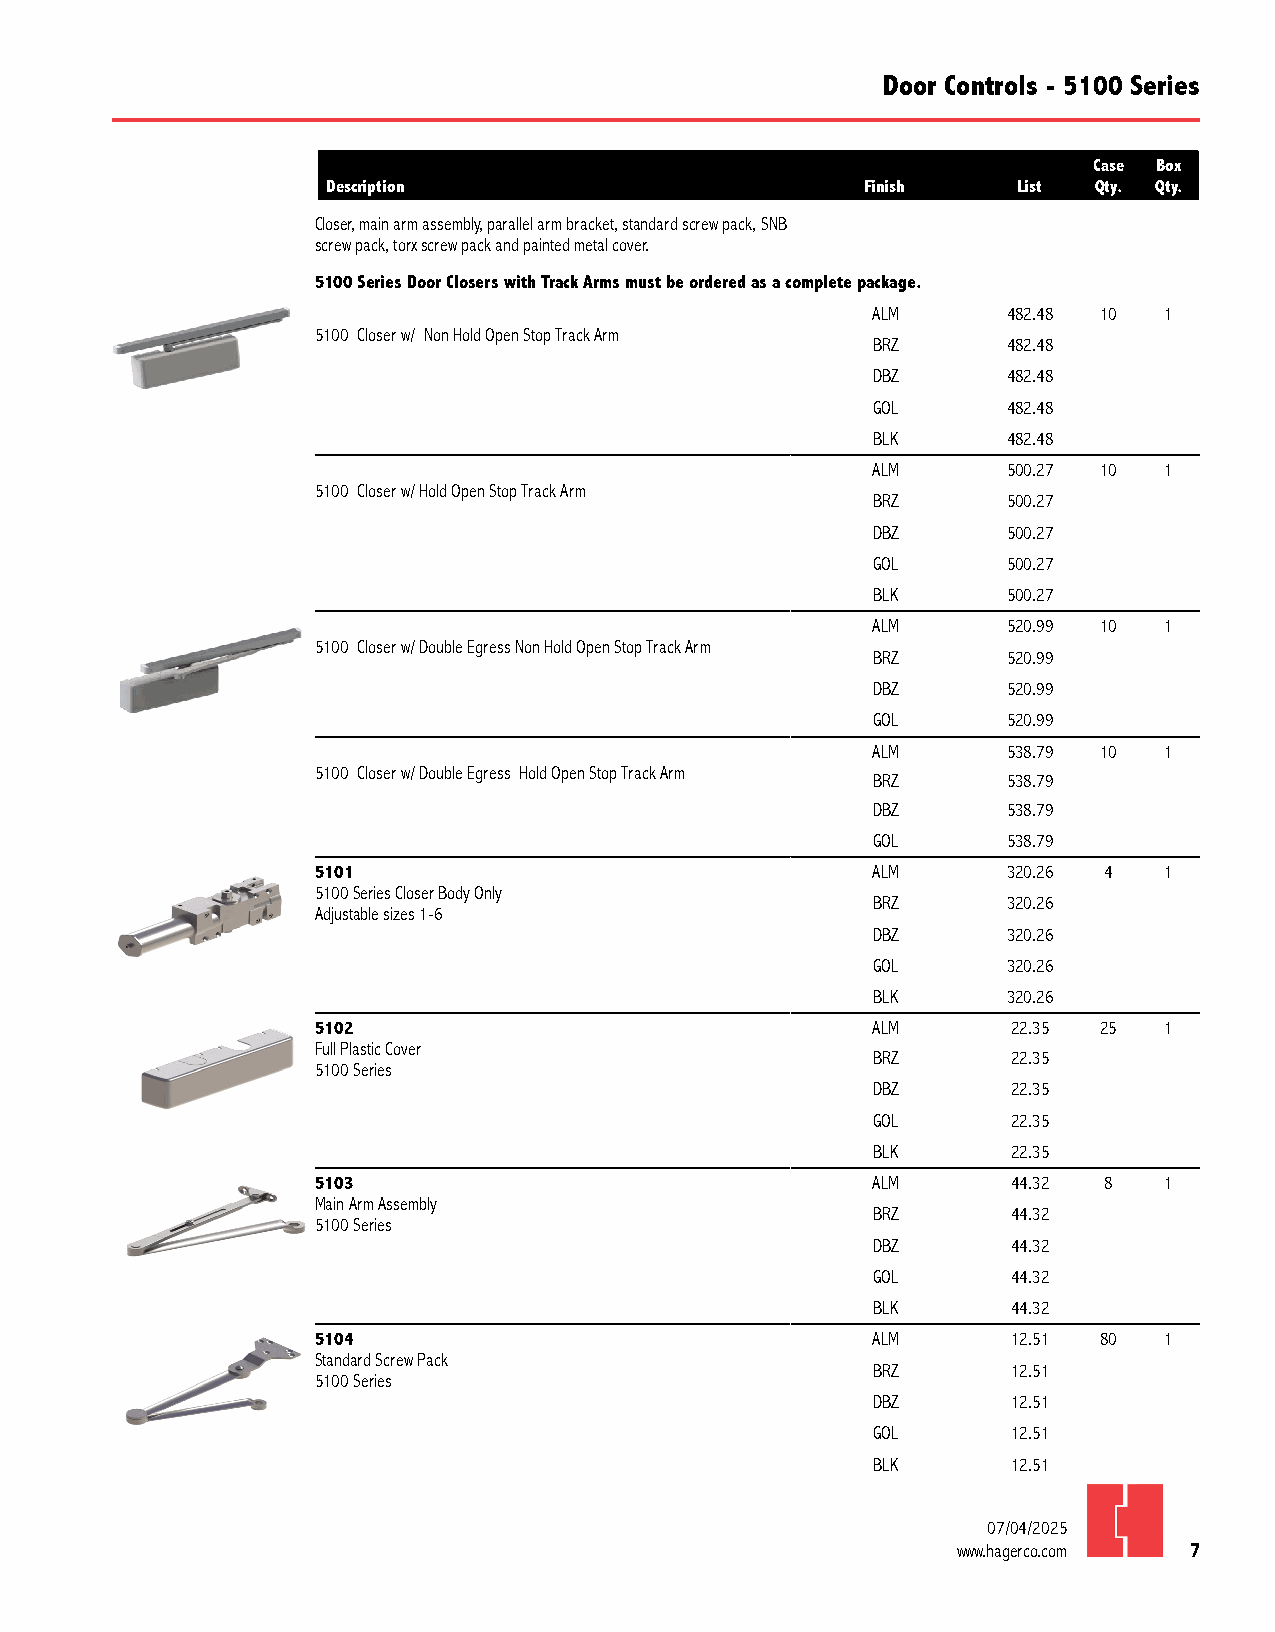 Door Controls - 5100 Series
Case Box
Description Finish List Qty. Qty.
Closer, main arm assembly, parallel arm bracket, standard screw pack, SNB
screw pack, torx screw pack and painted metal cover.
5100 Series Door Closers with Track Arms must be ordered as a complete package.
ALM 482.48 10 1
5100 Closer w/ Non Hold Open Stop Track Arm
BRZ 482.48
DBZ 482.48
GOL 482.48
BLK 482.48
ALM 500.27 10 1
5100 Closer w/ Hold Open Stop Track Arm
BRZ 500.27
DBZ 500.27
GOL 500.27
BLK 500.27
ALM 520.99 10 1
5100 Closer w/ Double Egress Non Hold Open Stop Track Arm
BRZ 520.99
DBZ 520.99
GOL 520.99
ALM 538.79 10 1
5100 Closer w/ Double Egress Hold Open Stop Track Arm
BRZ 538.79
DBZ 538.79
GOL 538.79
5101 ALM 320.26 4 1
5100 Series Closer Body Only
BRZ 320.26
Adjustable sizes 1-6
DBZ 320.26
GOL 320.26
BLK 320.26
5102 ALM 22.35 25 1
Full Plastic Cover
BRZ 22.35
5100 Series
DBZ 22.35
GOL 22.35
BLK 22.35
5103 ALM 44.32 8 1
Main Arm Assembly
BRZ 44.32
5100 Series
DBZ 44.32
GOL 44.32
BLK 44.32
5104 ALM 12.51 80 1
Standard Screw Pack
BRZ 12.51
5100 Series
DBZ 12.51
GOL 12.51
BLK 12.51
07/04/2025
www.hagerco.com 7